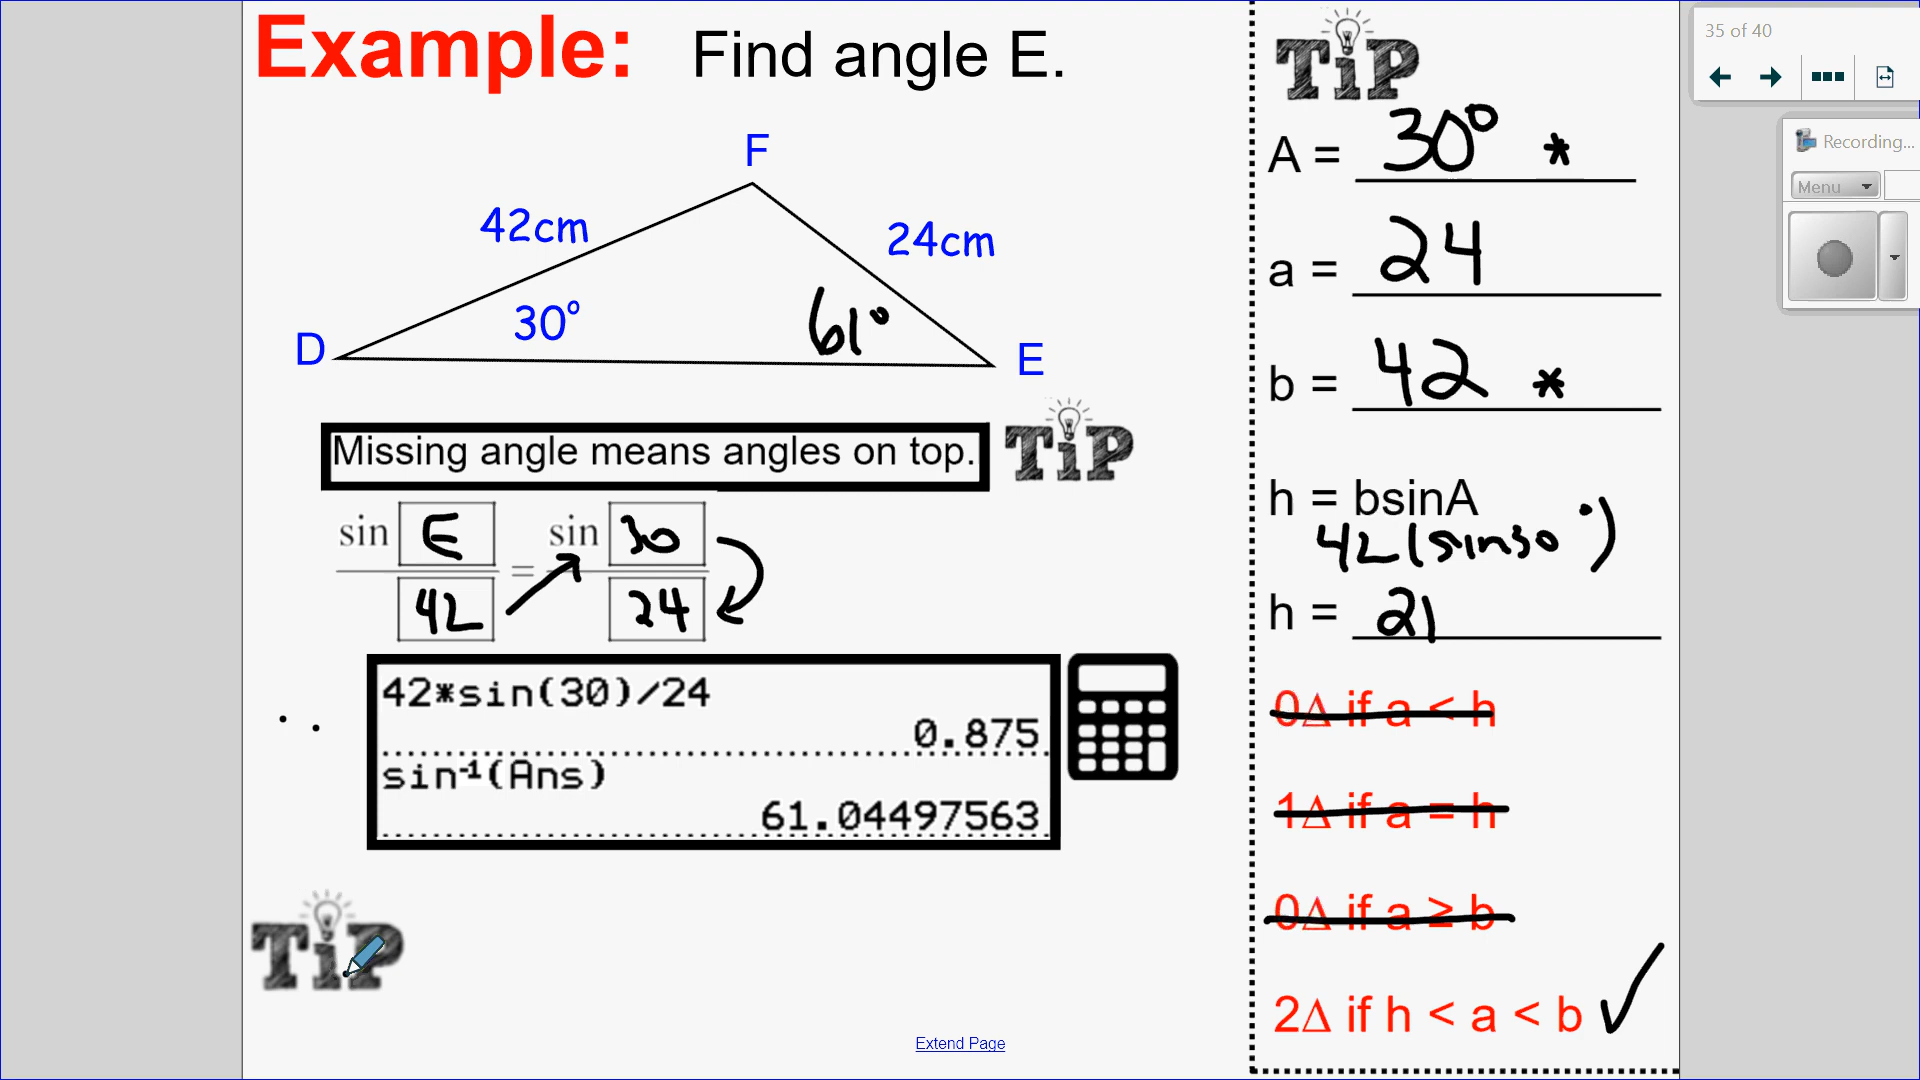 Example: Find angle E.
F
42cm
24cm
30°
61°
D
E
Missing angle means angles on top.
TiP
sin E = sin 30
42 24
42*sin(30)/24
0.875
sin⁻¹(Ans)
61.04497563
TiP
Extend Page
TiP
A = 30° *
a = 24
b = 42 *
h = bsinA
42(sin30°)
h = 21
0Δ if a < h
1Δ if a = h
0Δ if a ≥ b
2Δ if h < a < b ✓
35 of 40
Recording...
Menu